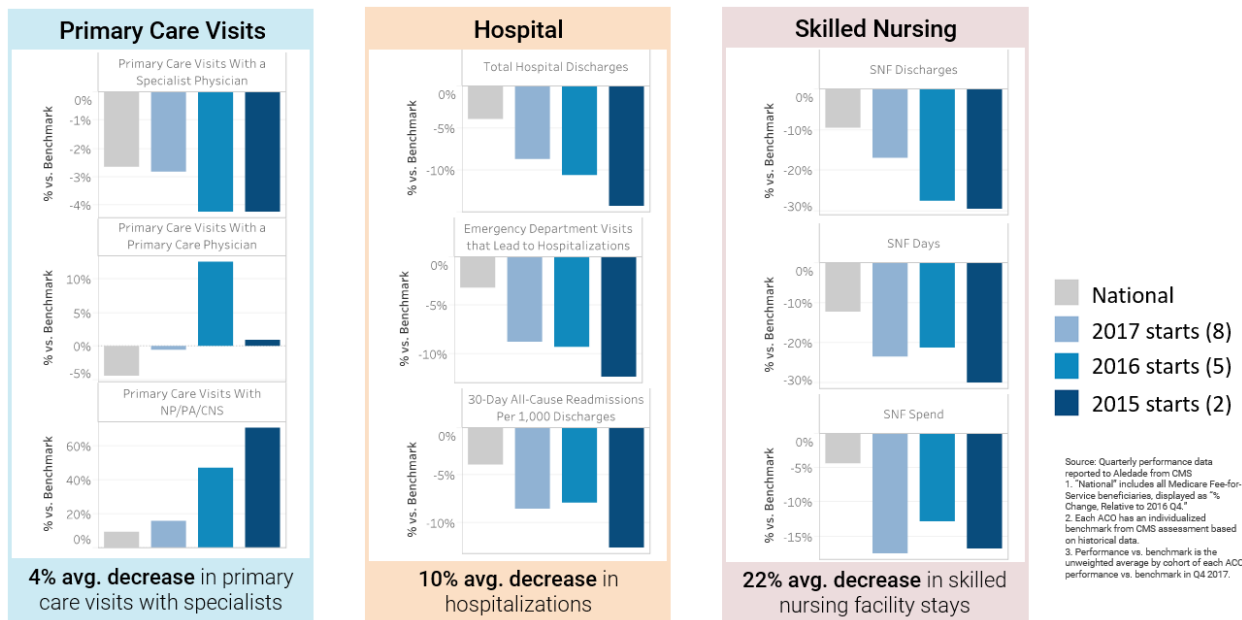 Primary Care Visits
Primary Care Visits With a
Specialist Physician
% vs. Benchmark
0%
-1%
-2%
-3%
-4%
Primary Care Visits With a
Primary Care Physician
% vs. Benchmark
10%
0%
-5%
Primary Care Visits With
NP/PA/CNS
% vs. Benchmark
60%
40%
20%
0%
4% avg. decrease in primary
care visits with specialists
Hospital
Total Hospital Discharges
% vs. Benchmark
0%
-5%
-10%
Emergency Department Visits
that Lead to Hospitalizations
% vs. Benchmark
0%
-5%
-10%
30-Day All-Cause Readmissions
Per 1,000 Discharges
% vs. Benchmark
0%
-5%
-10%
10% avg. decrease in
hospitalizations
Skilled Nursing
SNF Discharges
% vs. Benchmark
0%
-10%
-20%
-30%
SNF Days
% vs. Benchmark
0%
-10%
-20%
-30%
SNF Spend
% vs. Benchmark
0%
-5%
-10%
-15%
22% avg. decrease in skilled
nursing facility stays
National
2017 starts (8)
2016 starts (5)
2015 starts (2)
Source: Quarterly performance data
reported to Aledade from CMS
1. "National" includes all Medicare Fee-for-
Service beneficiaries, displayed as "%
Change, Relative to 2016 Q4."
2. Each ACO has an individualized
benchmark from CMS assessment based
on historical data.
3. Performance vs. benchmark is the
unweighted average by cohort of each ACO
performance vs. benchmark in Q4 2017.